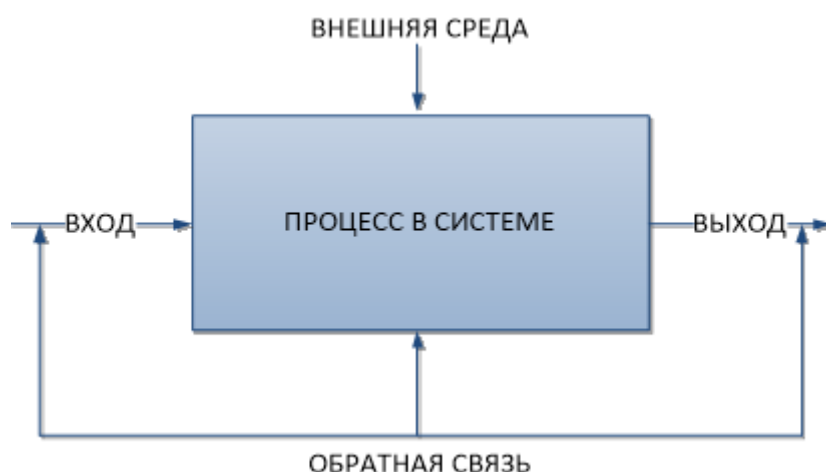 ВНЕШНЯЯ СРЕДА
ВХОД
ПРОЦЕСС В СИСТЕМЕ
ВЫХОД
ОБРАТНАЯ СВЯЗЬ